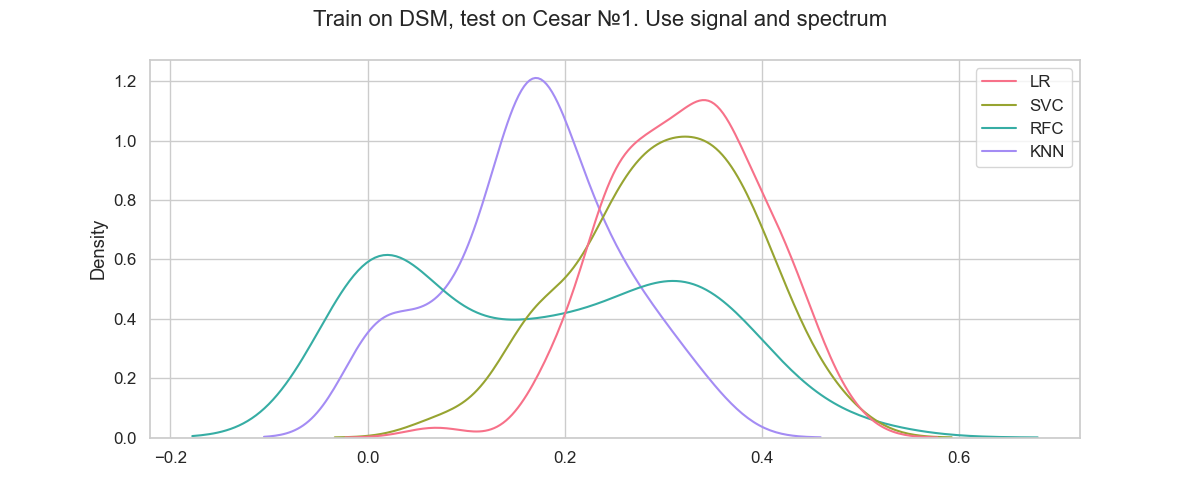 Train on DSM, test on Cesar №1. Use signal and spectrum
LR
SVC
RFC
KNN
Density
1.2
1.0
0.8
0.6
0.4
0.2
0.0
−0.2 0.0 0.2 0.4 0.6